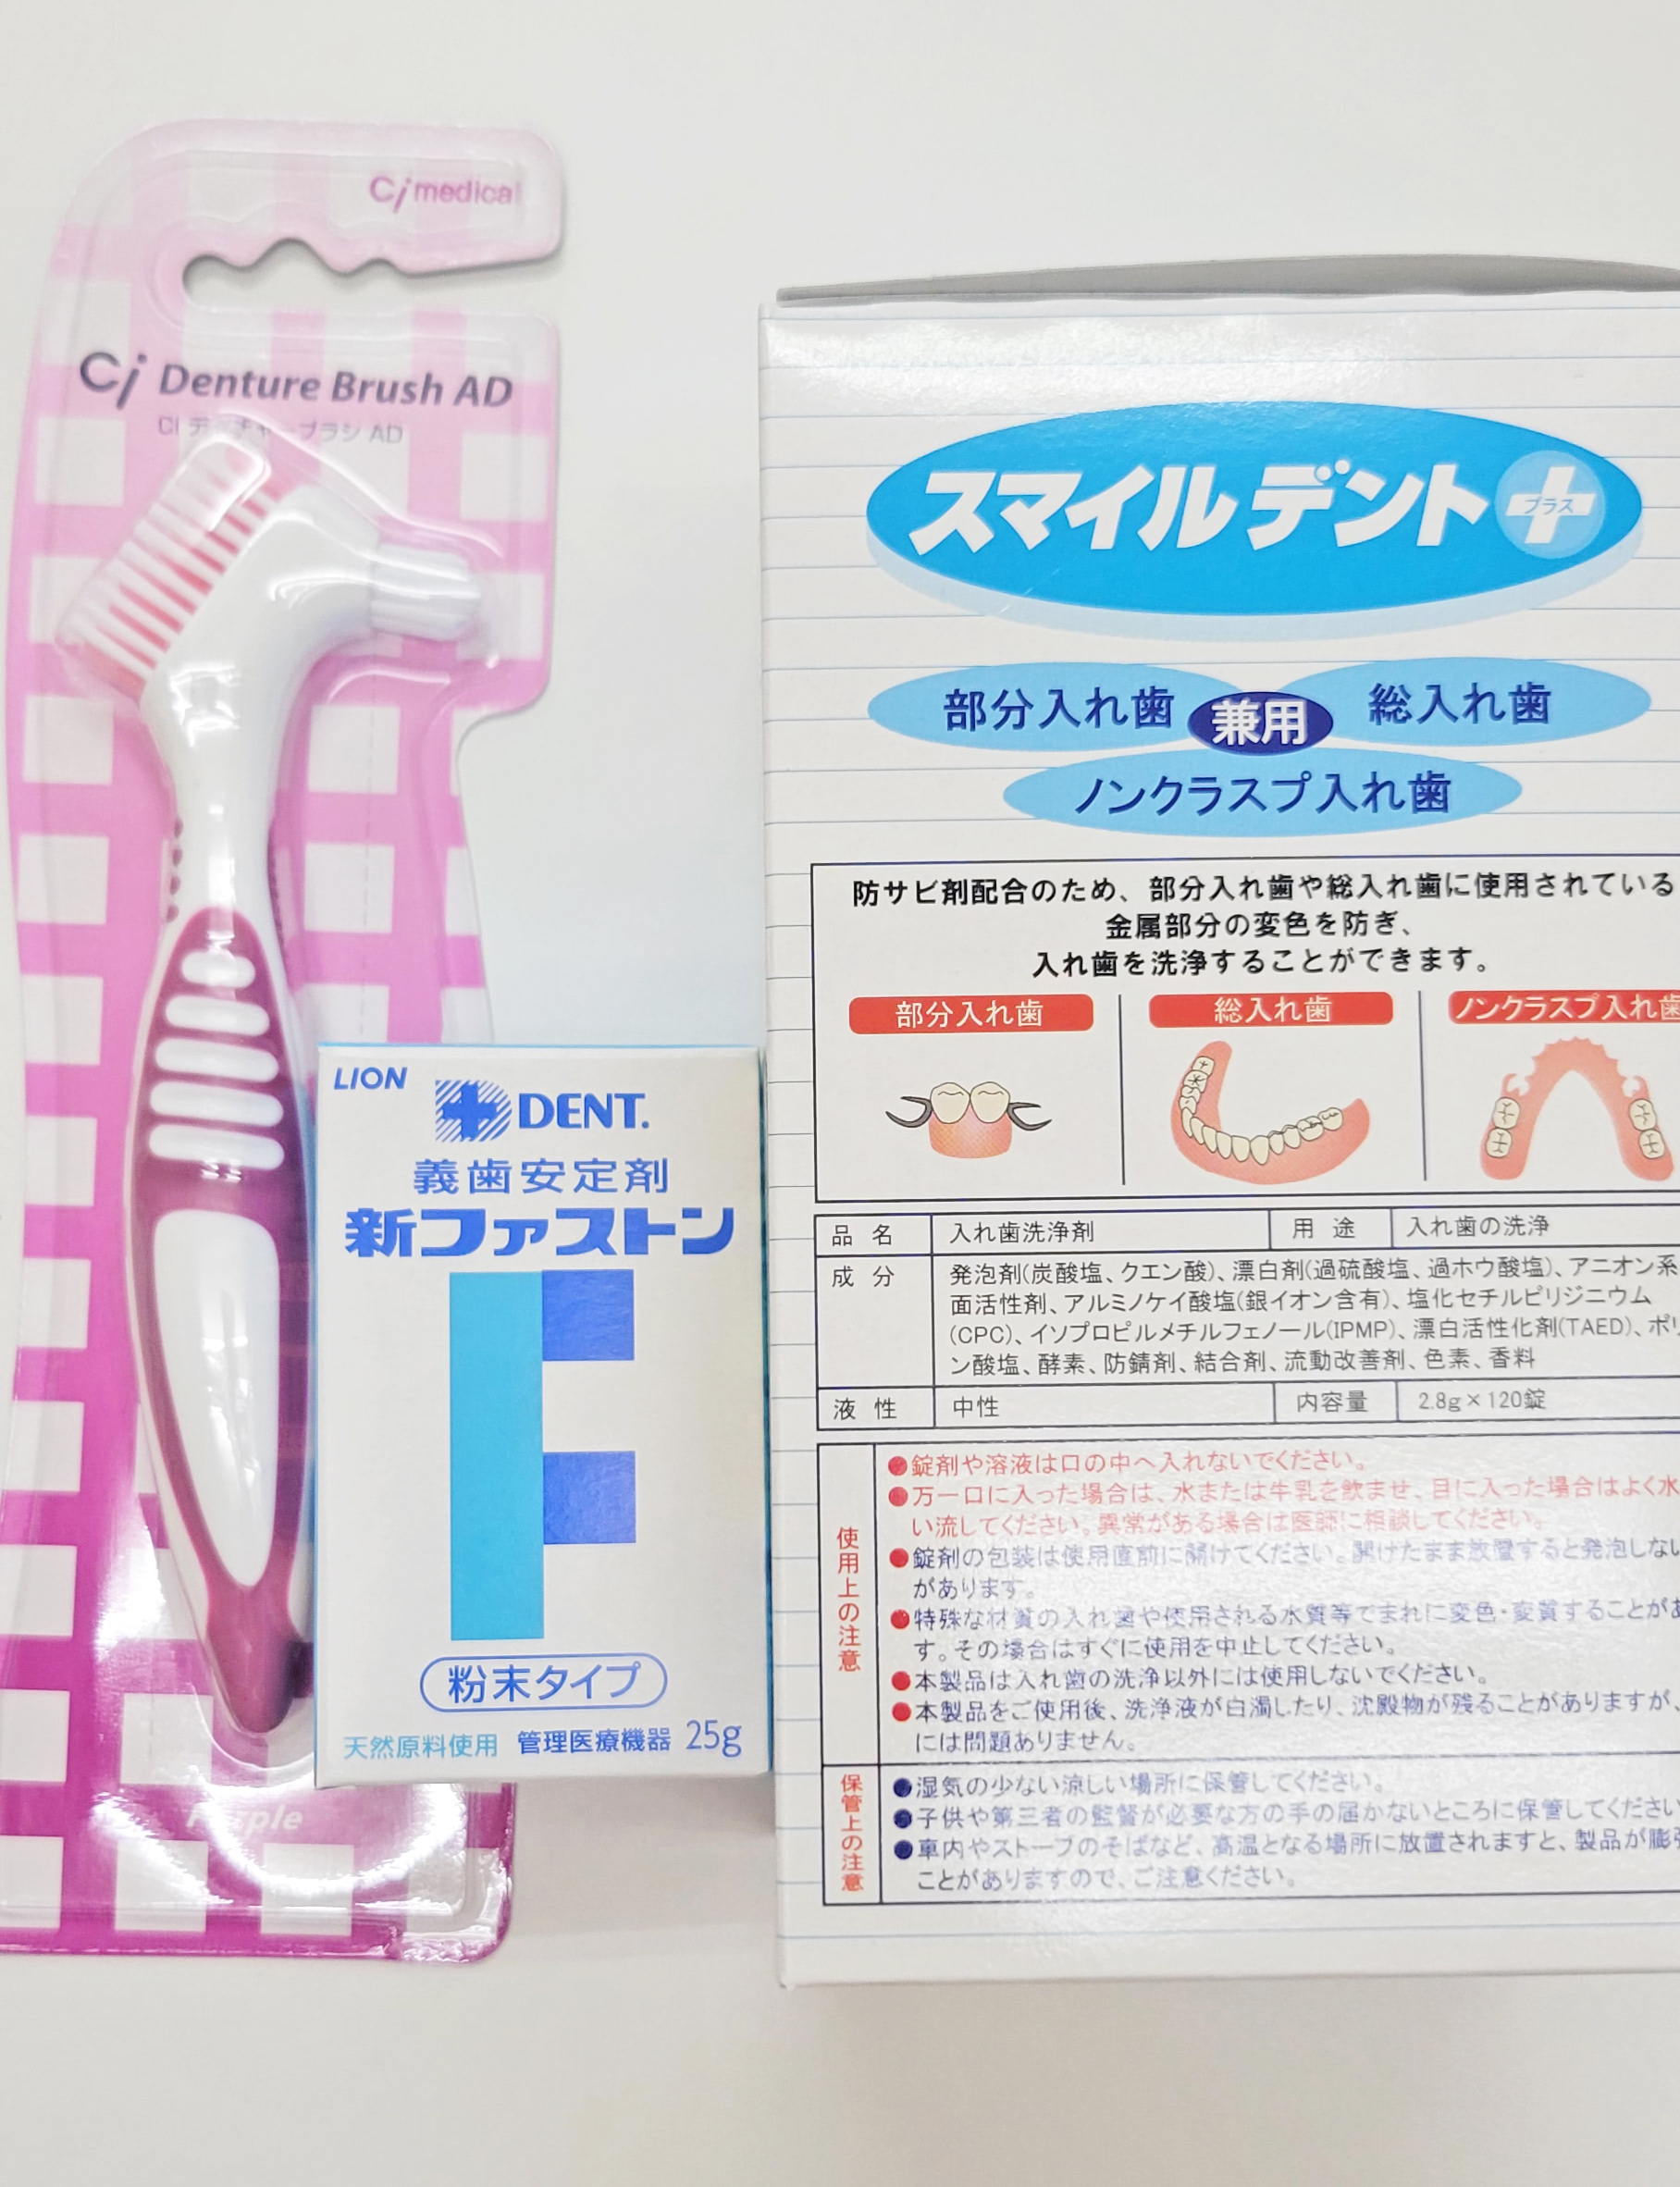 Ci medical
Ci Denture Brush AD
Ci デンチャーブラシ AD
Purple
LION
DENT.
義歯安定剤
新ファストン
粉末タイプ
天然原料使用 管理医療機器 25g
スマイルデント+
プラス
部分入れ歯 兼用 総入れ歯
ノンクラスプ入れ歯
防サビ剤配合のため、部分入れ歯や総入れ歯に使用されている
金属部分の変色を防ぎ、
入れ歯を洗浄することができます。
部分入れ歯 総入れ歯 ノンクラスプ入れ歯
品名 入れ歯洗浄剤 用途 入れ歯の洗浄
成分 発泡剤(炭酸塩、クエン酸)、漂白剤(過硫酸塩、過ホウ酸塩)、アニオン系
面活性剤、アルミノケイ酸塩(銀イオン含有)、塩化セチルピリジニウム
(CPC)、イソプロピルメチルフェノール(IPMP)、漂白活性化剤(TAED)、ポリ
ン酸塩、酵素、防錆剤、結合剤、流動改善剤、色素、香料
液性 中性 内容量 2.8g×120錠
使用上の注意
●錠剤や溶液は口の中へ入れないでください。
●万一口に入った場合は、水または牛乳を飲ませ、目に入った場合はよく水
い流してください。異常がある場合は医師に相談してください。
●錠剤の包装は使用直前に開けてください。開けたまま放置すると発泡しない
があります。
●特殊な材質の入れ歯や使用される水質等でまれに変色・変質することがあ
す。その場合はすぐに使用を中止してください。
●本製品は入れ歯の洗浄以外には使用しないでください。
●本製品をご使用後、洗浄液が白濁したり、沈殿物が残ることがありますが、
には問題ありません。
保管上の注意
●湿気の少ない涼しい場所に保管してください。
●子供や第三者の監督が必要な方の手の届かないところに保管してください
●車内やストーブのそばなど、高温となる場所に放置されますと、製品が膨張
ことがありますので、ご注意ください。